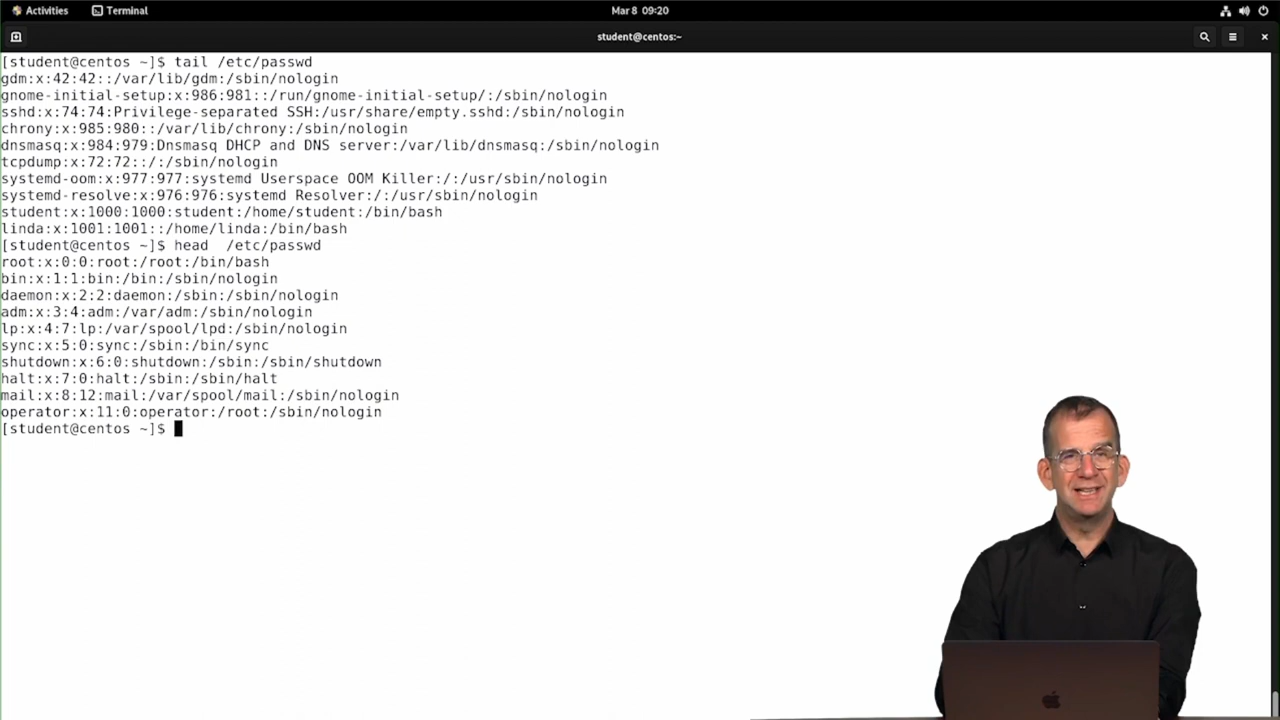 Activities
Terminal
Mar 8 09:20
student@centos:~
[student@centos ~]$ tail /etc/passwd
gdm:x:42:42::/var/lib/gdm:/sbin/nologin
gnome-initial-setup:x:986:981::/run/gnome-initial-setup/:/sbin/nologin
sshd:x:74:74:Privilege-separated SSH:/usr/share/empty.sshd:/sbin/nologin
chrony:x:985:980::/var/lib/chrony:/sbin/nologin
dnsmasq:x:984:979:Dnsmasq DHCP and DNS server:/var/lib/dnsmasq:/sbin/nologin
tcpdump:x:72:72::/:/sbin/nologin
systemd-oom:x:977:977:systemd Userspace OOM Killer:/:/usr/sbin/nologin
systemd-resolve:x:976:976:systemd Resolver:/:/usr/sbin/nologin
student:x:1000:1000:student:/home/student:/bin/bash
linda:x:1001:1001::/home/linda:/bin/bash
[student@centos ~]$ head  /etc/passwd
root:x:0:0:root:/root:/bin/bash
bin:x:1:1:bin:/bin:/sbin/nologin
daemon:x:2:2:daemon:/sbin:/sbin/nologin
adm:x:3:4:adm:/var/adm:/sbin/nologin
lp:x:4:7:lp:/var/spool/lpd:/sbin/nologin
sync:x:5:0:sync:/sbin:/bin/sync
shutdown:x:6:0:shutdown:/sbin:/sbin/shutdown
halt:x:7:0:halt:/sbin:/sbin/halt
mail:x:8:12:mail:/var/spool/mail:/sbin/nologin
operator:x:11:0:operator:/root:/sbin/nologin
[student@centos ~]$